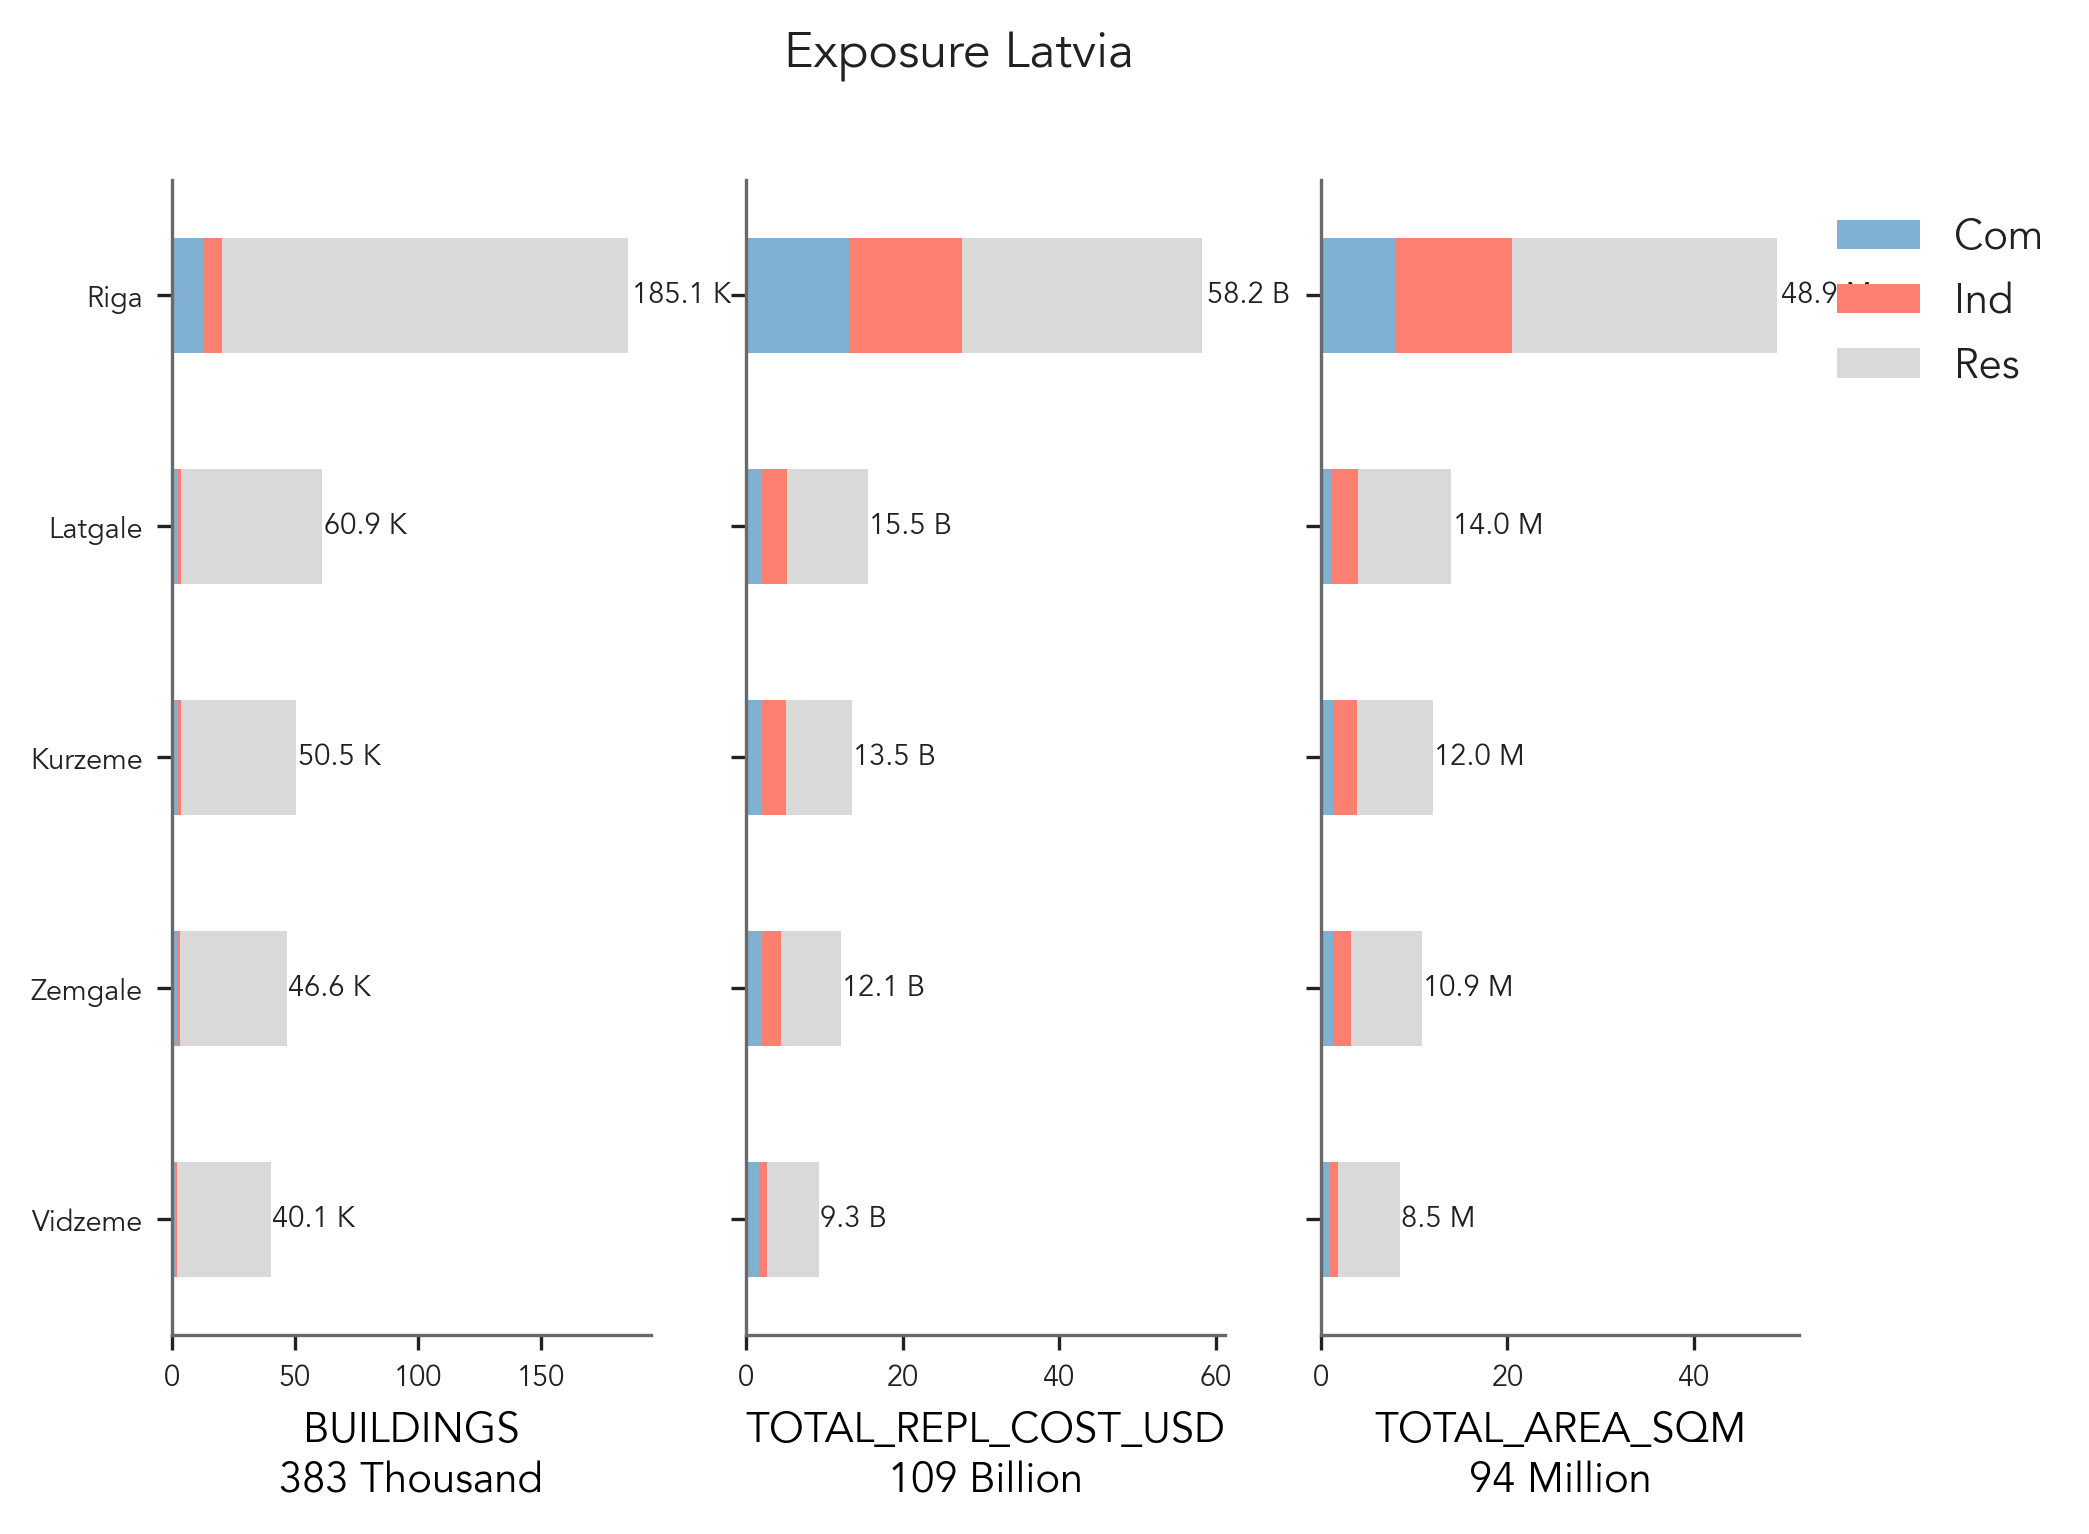 Exposure Latvia
Riga
Latgale
Kurzeme
Zemgale
Vidzeme
185.1 K
60.9 K
50.5 K
46.6 K
40.1 K
0 50 100 150
BUILDINGS
383 Thousand
58.2 B
15.5 B
13.5 B
12.1 B
9.3 B
0 20 40 60
TOTAL_REPL_COST_USD
109 Billion
48.9
14.0 M
12.0 M
10.9 M
8.5 M
0 20 40
TOTAL_AREA_SQM
94 Million
Com
Ind
Res